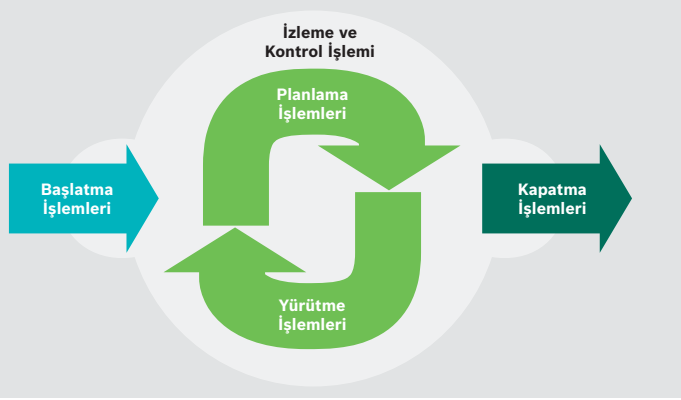 İzleme ve
Kontrol İşlemi
Planlama
İşlemleri
Başlatma
İşlemleri
Kapatma
İşlemleri
Yürütme
İşlemleri